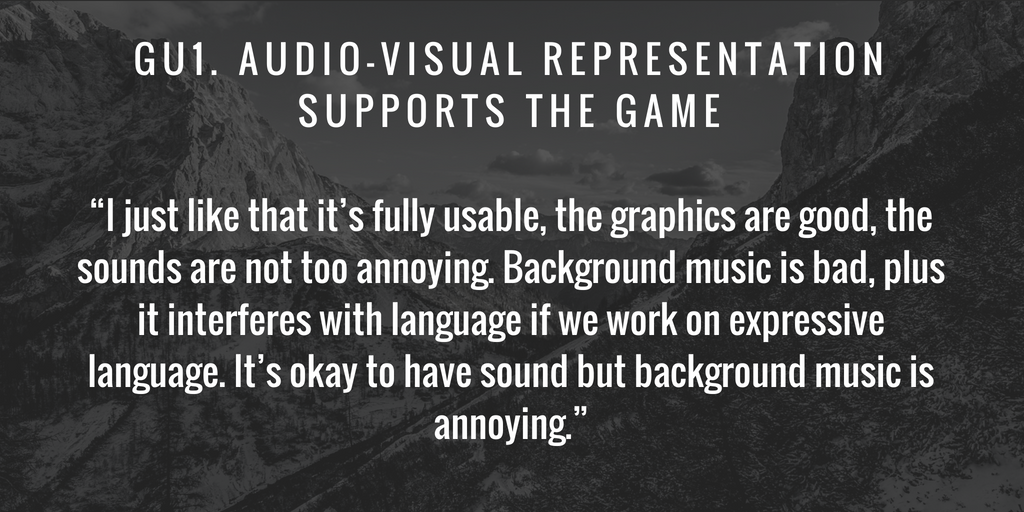 GU1. AUDIO-VISUAL REPRESENTATION
SUPPORTS THE GAME
“I just like that it’s fully usable, the graphics are good, the
sounds are not too annoying. Background music is bad, plus
it interferes with language if we work on expressive
language. It’s okay to have sound but background music is
annoying.”